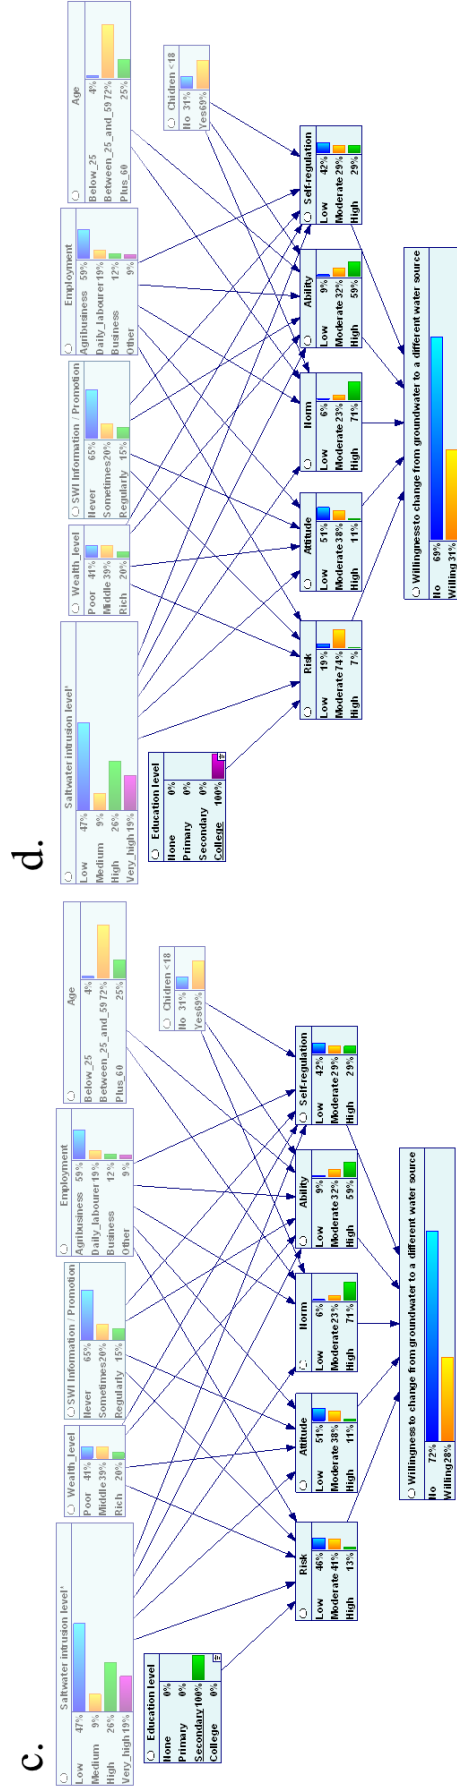 c.
Saltwater intrusion level*
Low 47%
Medium 9%
High 26%
Very_high 19%
Wealth_level
Poor 41%
Middle 39%
Rich 20%
SWI Information / Promotion
Never 65%
Sometimes 20%
Regularly 15%
Employment
Agribusiness 59%
Daily_labourer 19%
Business 12%
Other 9%
Age
Below_25 4%
Between_25_and_59 72%
Plus_60 25%
Education level
None 0%
Primary 0%
Secondary 100%
College 0%
Chidren <18
No 31%
Yes 69%
Risk
Low 46%
Moderate 41%
High 13%
Attitude
Low 51%
Moderate 38%
High 11%
Norm
Low 6%
Moderate 23%
High 71%
Ability
Low 9%
Moderate 32%
High 59%
Self-regulation
Low 42%
Moderate 29%
High 29%
Willingness to change from groundwater to a different water source
No 72%
Willing 28%
d.
Saltwater intrusion level*
Low 47%
Medium 9%
High 26%
Very_high 19%
Wealth_level
Poor 41%
Middle 39%
Rich 20%
SWI Information / Promotion
Never 65%
Sometimes 20%
Regularly 15%
Employment
Agribusiness 59%
Daily_labourer 19%
Business 12%
Other 9%
Age
Below_25 4%
Between_25_and_59 72%
Plus_60 25%
Education level
None 0%
Primary 0%
Secondary 0%
College 100%
Chidren <18
No 31%
Yes 69%
Risk
Low 19%
Moderate 74%
High 7%
Attitude
Low 51%
Moderate 38%
High 11%
Norm
Low 6%
Moderate 23%
High 71%
Ability
Low 9%
Moderate 32%
High 59%
Self-regulation
Low 42%
Moderate 29%
High 29%
Willingness to change from groundwater to a different water source
No 69%
Willing 31%